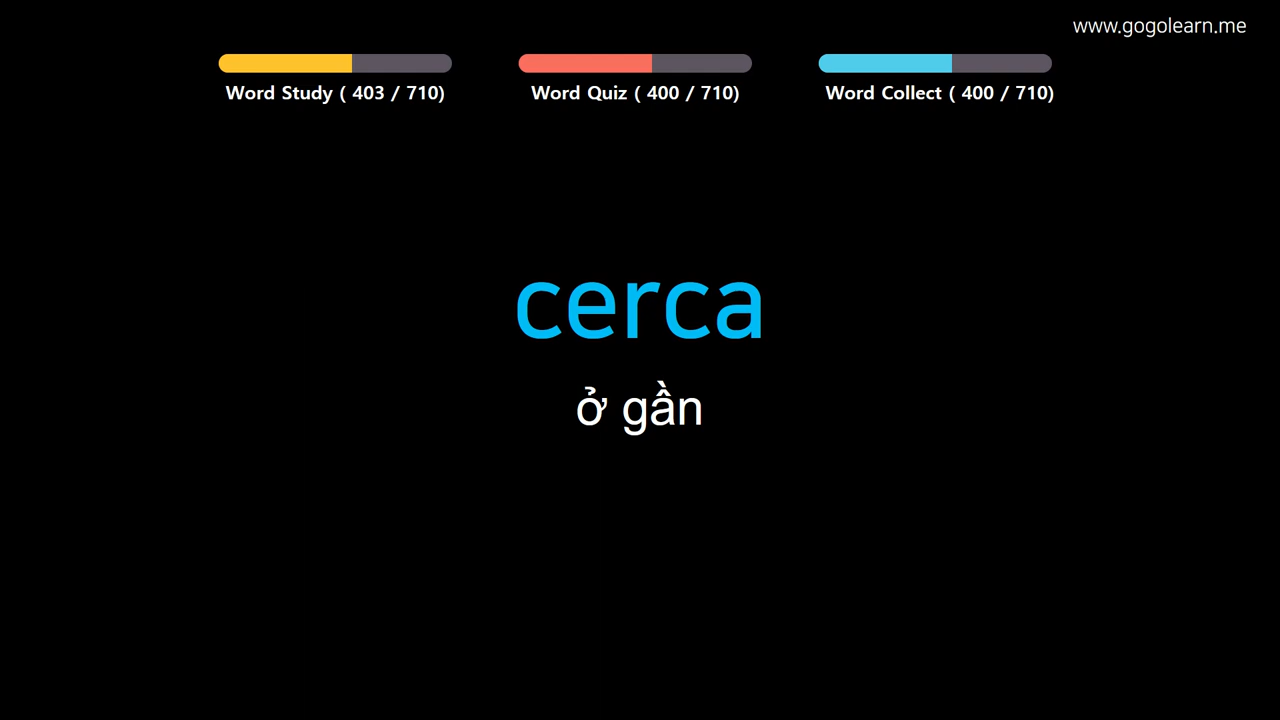 www.gogolearn.me
Word Study ( 403 / 710)
Word Quiz ( 400 / 710)
Word Collect ( 400 / 710)
cerca
ở gần